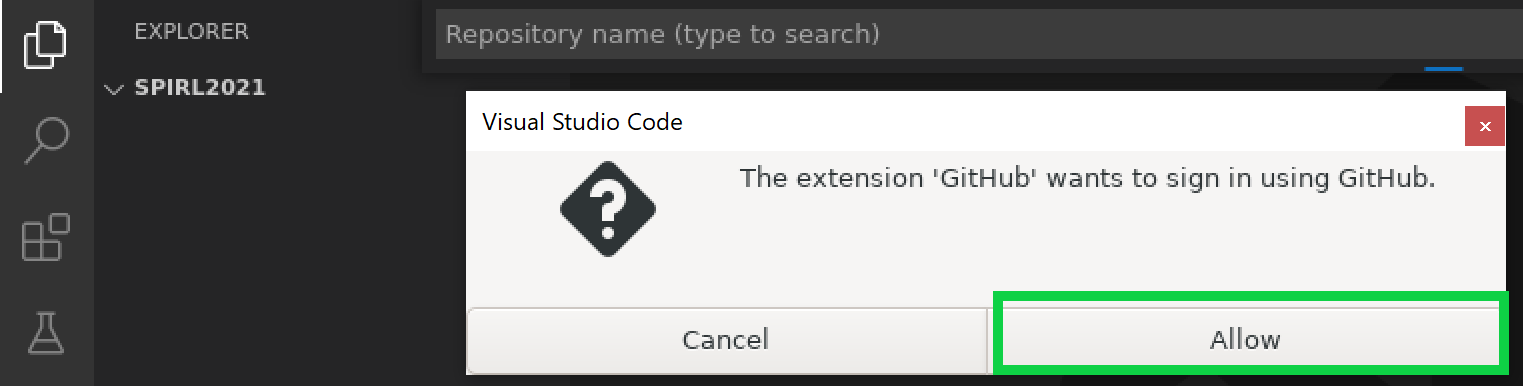 EXPLORER
SPIRL2021
Repository name (type to search)
Visual Studio Code
The extension 'GitHub' wants to sign in using GitHub.
Cancel
Allow